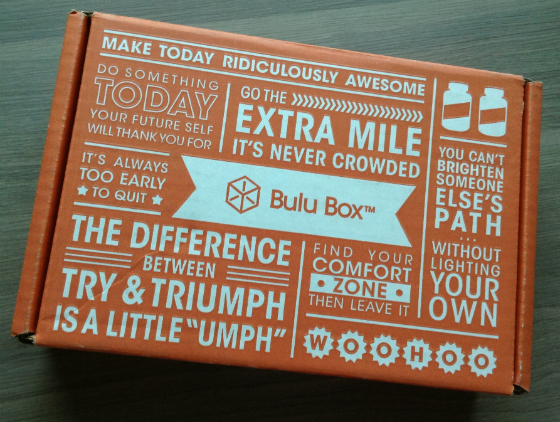 MAKE TODAY RIDICULOUSLY AWESOME
DO SOMETHING
TODAY
YOUR FUTURE SELF
WILL THANK YOU FOR
GO THE
EXTRA MILE
IT'S NEVER CROWDED
IT'S ALWAYS
TOO EARLY
TO QUIT
Bulu Box™
YOU CAN'T
BRIGHTEN
SOMEONE
ELSE'S
PATH
...
WITHOUT
LIGHTING
YOUR
OWN
THE DIFFERENCE
BETWEEN
TRY & TRIUMPH
IS A LITTLE "UMPH"
FIND YOUR
COMFORT
ZONE
THEN LEAVE IT
WOOHOO